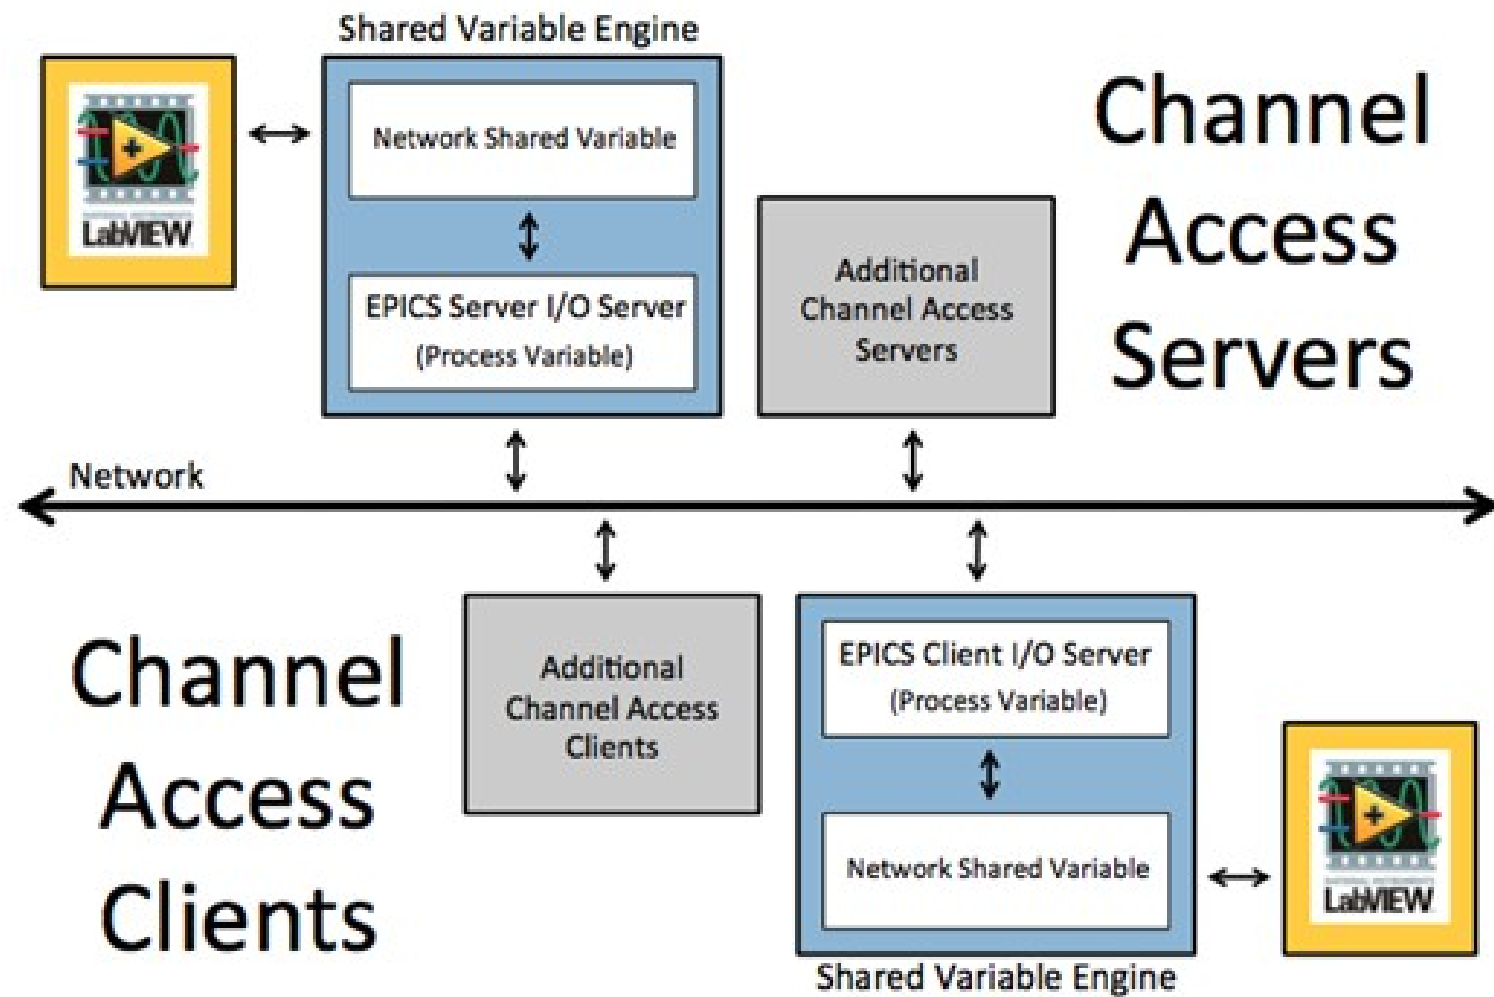 Shared Variable Engine
LabVIEW
Network Shared Variable
EPICS Server I/O Server
(Process Variable)
Additional
Channel Access
Servers
Channel
Access
Servers
Network
Channel
Access
Clients
Additional
Channel Access
Clients
EPICS Client I/O Server
(Process Variable)
Network Shared Variable
Shared Variable Engine
LabVIEW